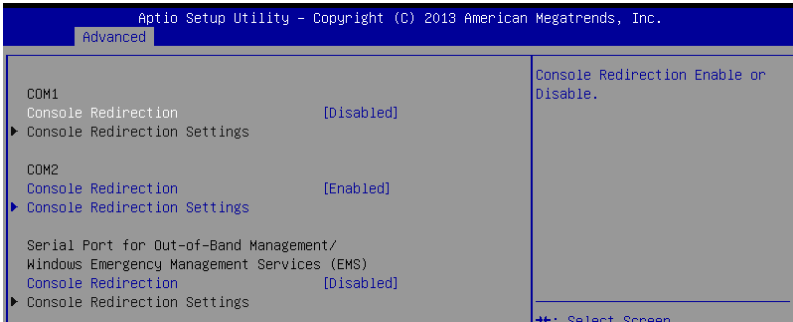 Aptio Setup Utility – Copyright (C) 2013 American Megatrends, Inc.
Advanced
COM1
Console Redirection [Disabled]
Console Redirection Settings
COM2
Console Redirection [Enabled]
Console Redirection Settings
Serial Port for Out-of-Band Management/
Windows Emergency Management Services (EMS)
Console Redirection [Disabled]
Console Redirection Settings
Console Redirection Enable or
Disable.
: Select Screen